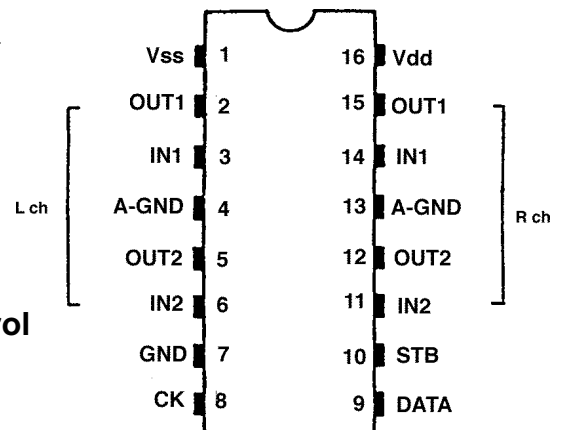 Vss 1 16 Vdd
OUT1 2 15 OUT1
IN1 3 14 IN1
L ch A-GND 4 13 A-GND R ch
OUT2 5 12 OUT2
IN2 6 11 IN2
GND 7 10 STB
CK 8 9 DATA